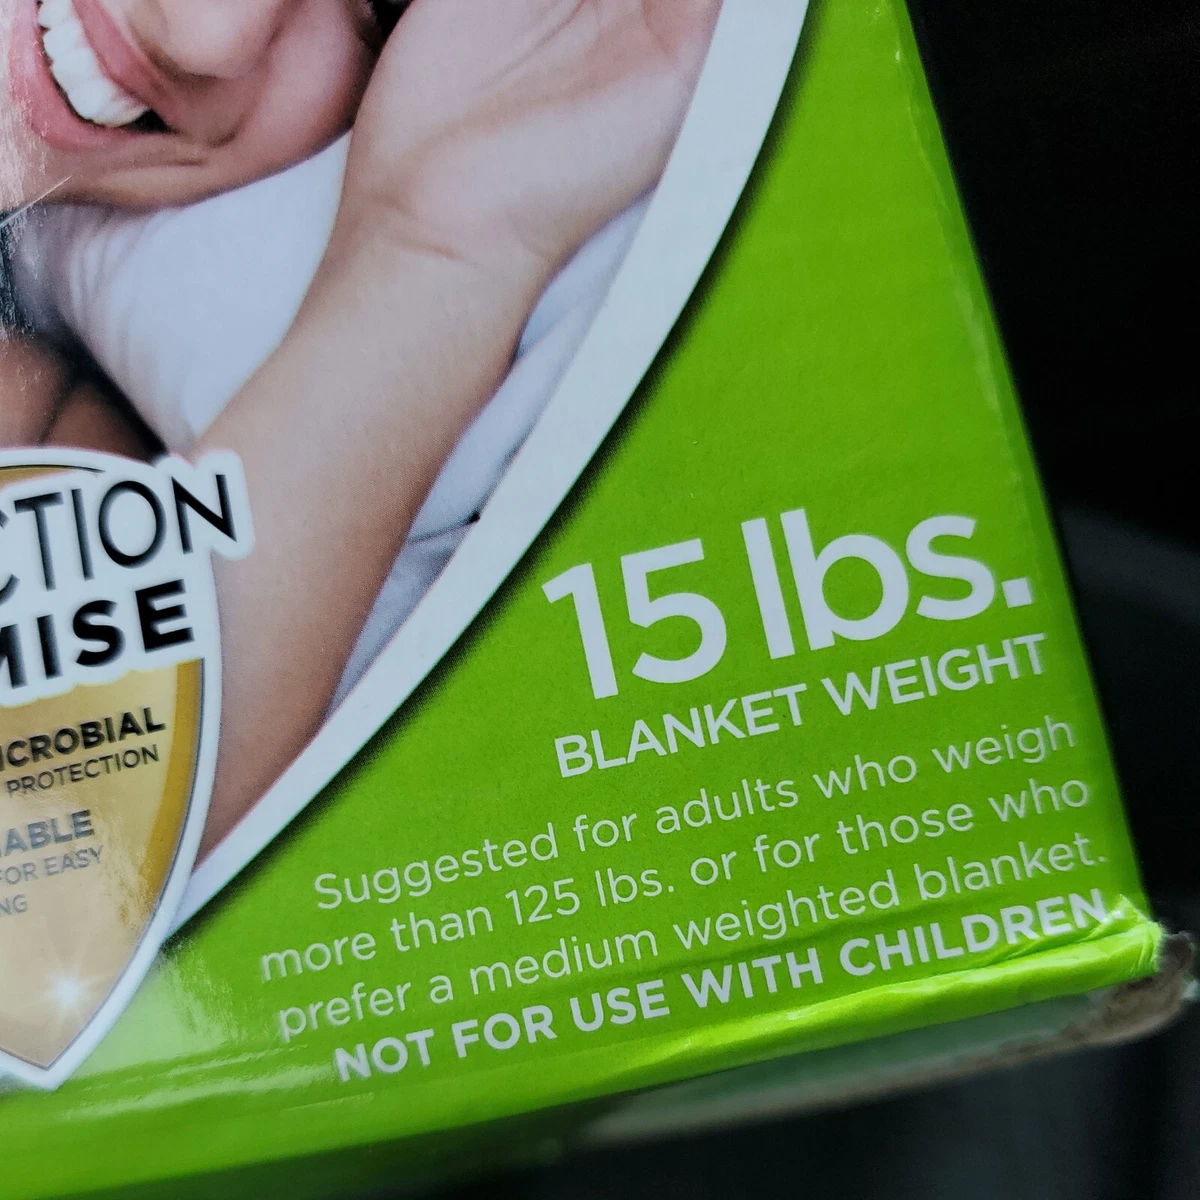 CTION
MISE
ICROBIAL
PROTECTION
ABLE
FOR EASY
NG
15 lbs.
BLANKET WEIGHT
Suggested for adults who weigh
more than 125 lbs. or for those who
prefer a medium weighted blanket.
NOT FOR USE WITH CHILDREN.